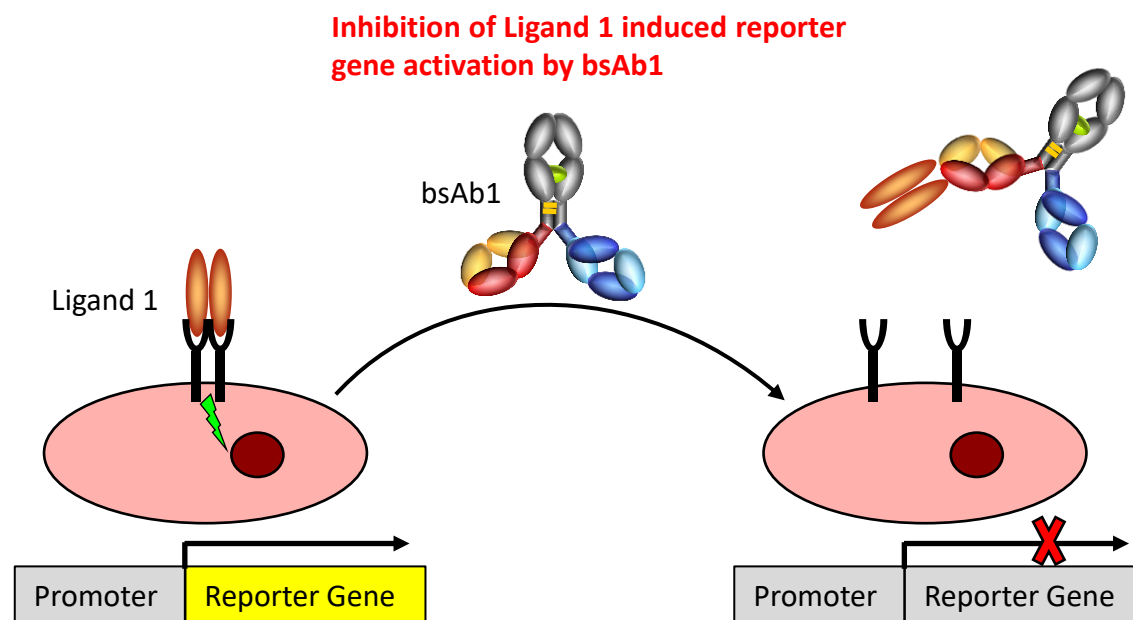 Inhibition of Ligand 1 induced reporter
gene activation by bsAb1
bsAb1
Ligand 1
Promoter
Reporter Gene
Promoter
Reporter Gene